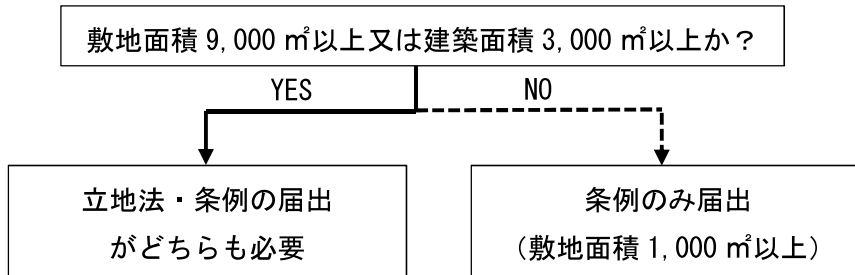 敷地面積 9,000 ㎡以上又は建築面積 3,000 ㎡以上か？
YES
NO
立地法・条例の届出
がどちらも必要
条例のみ届出
（敷地面積 1,000 ㎡以上）